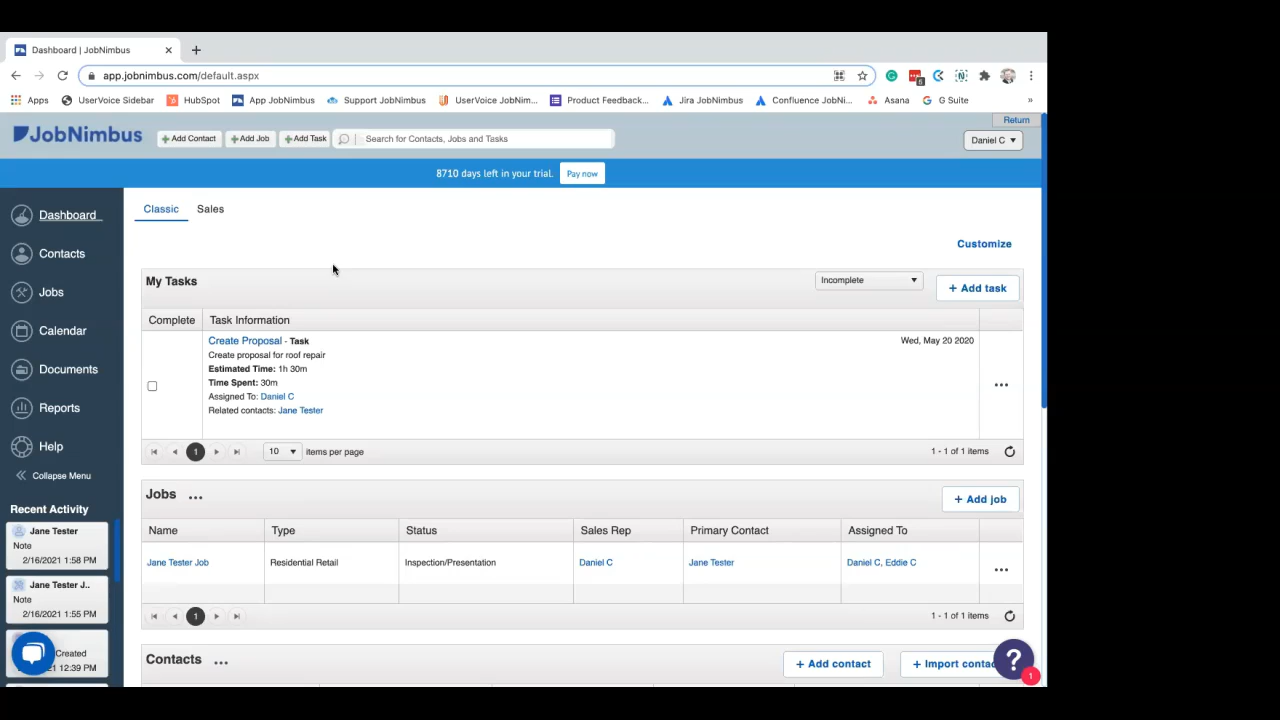 Dashboard | JobNimbus
app.jobnimbus.com/default.aspx
6
Apps UserVoice Sidebar HubSpot App JobNimbus Support JobNimbus UserVoice JobNim... Product Feedback... Jira JobNimbus Confluence JobNi... Asana G Suite »
Return
JobNimbus + Add Contact + Add Job + Add Task Search for Contacts, Jobs and Tasks Daniel C
8710 days left in your trial. Pay now
Dashboard
Contacts
Jobs
Calendar
Documents
Reports
Help
Collapse Menu
Recent Activity
Jane Tester
Note
2/16/2021 1:58 PM
Jane Tester J..
Note
2/16/2021 1:55 PM
Created
2021 12:39 PM
Classic Sales
Customize
My Tasks Incomplete + Add task
Complete Task Information
Create Proposal - Task Wed, May 20 2020
Create proposal for roof repair
Estimated Time: 1h 30m
Time Spent: 30m
Assigned To: Daniel C
Related contacts: Jane Tester
1 10 items per page 1 - 1 of 1 items
Jobs ... + Add job
Name Type Status Sales Rep Primary Contact Assigned To
Jane Tester Job Residential Retail Inspection/Presentation Daniel C Jane Tester Daniel C, Eddie C
1 1 - 1 of 1 items
Contacts ... + Add contact + Import contac
? 1